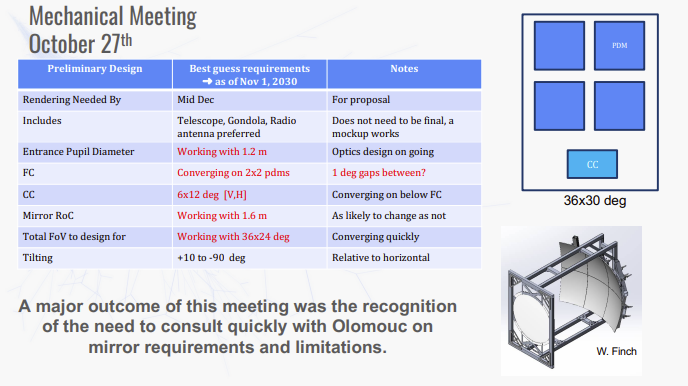 Mechanical Meeting
October 27th
Preliminary Design
Best guess requirements
➜ as of Nov 1, 2030
Notes
Rendering Needed By
Mid Dec
For proposal
Includes
Telescope, Gondola, Radio
antenna preferred
Does not need to be final, a
mockup works
Entrance Pupil Diameter
Working with 1.2 m
Optics design on going
FC
Converging on 2x2 pdms
1 deg gaps between?
CC
6x12 deg [V,H]
Converging on below FC
Mirror RoC
Working with 1.6 m
As likely to change as not
Total FoV to design for
Working with 36x24 deg
Converging quickly
Tilting
+10 to -90 deg
Relative to horizontal
A major outcome of this meeting was the recognition
of the need to consult quickly with Olomouc on
mirror requirements and limitations.
PDM
CC
36x30 deg
W. Finch